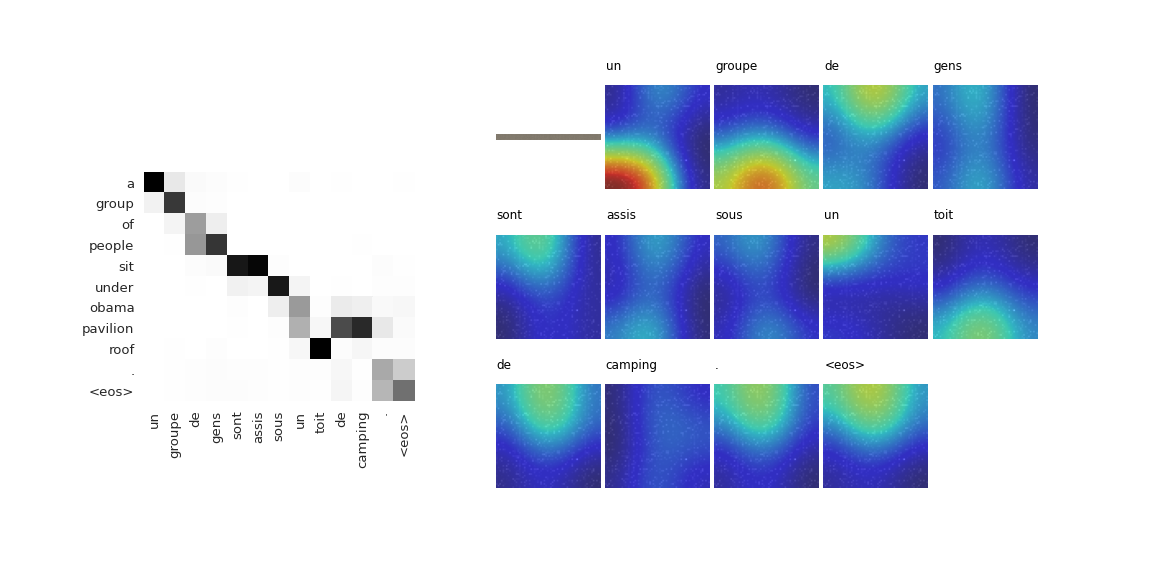 a
group
of
people
sit
under
obama
pavilion
roof
.
<eos>
un
groupe
de
gens
sont
assis
sous
un
toit
de
camping
.
<eos>
un groupe de gens
sont assis sous un toit
de camping . <eos>